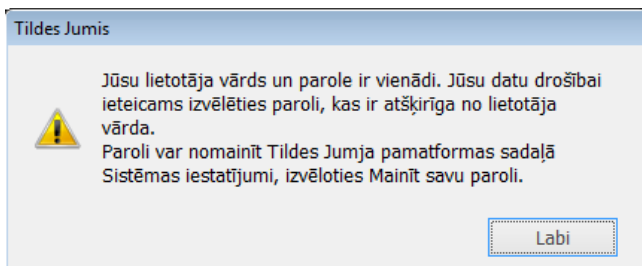 Tildes Jumis
Jūsu lietotāja vārds un parole ir vienādi. Jūsu datu drošībai
ieteicams izvēlēties paroli, kas ir atšķirīga no lietotāja
vārda.
Paroli var nomainīt Tildes Jumja pamatformas sadaļā
Sistēmas iestatījumi, izvēloties Mainīt savu paroli.
Labi